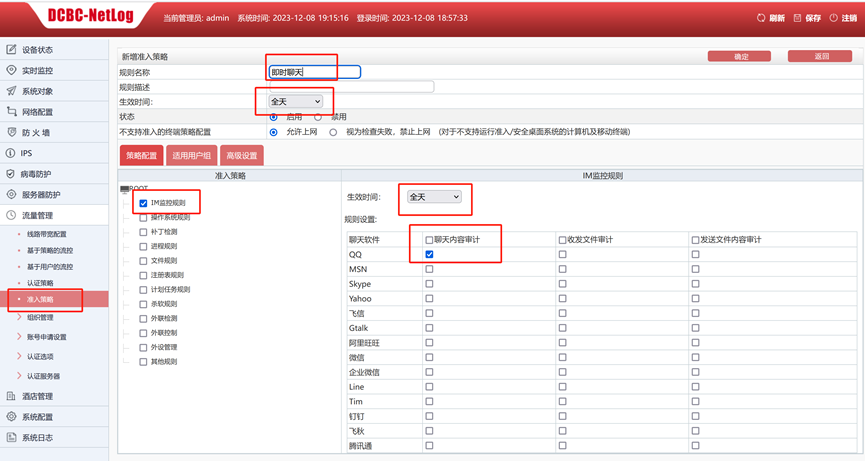 DCBC-NetLog
当前管理员: admin 系统时间: 2023-12-08 19:15:16 登录时间: 2023-12-08 18:57:33
刷新 保存 注销
设备状态
实时监控
系统对象
网络配置
防 火 墙
IPS
病毒防护
服务器防护
流量管理
线路带宽配置
基于策略的流控
基于用户的流控
认证策略
准入策略
组织管理
账号申请设置
认证选项
认证服务器
酒店管理
系统配置
系统日志
新增准入策略 确定 返回
规则名称 即时聊天
规则描述
生效时间: 全天
状态 启用 禁用
不支持准入的终端策略配置 允许上网 视为检查失败，禁止上网 (对于不支持运行准入/安全桌面系统的计算机及移动终端)
策略配置 适用用户组 高级设置
准入策略 IM监控规则
ROOT
IM监控规则
操作系统规则
补丁检测
进程规则
文件规则
注册表规则
计划任务规则
杀软规则
外联检测
外联控制
外设管理
其他规则
生效时间: 全天
规则设置:
聊天软件 聊天内容审计 收发文件审计 发送文件内容审计
QQ
MSN
Skype
Yahoo
飞信
Gtalk
阿里旺旺
微信
企业微信
Line
Tim
钉钉
飞秋
腾讯通